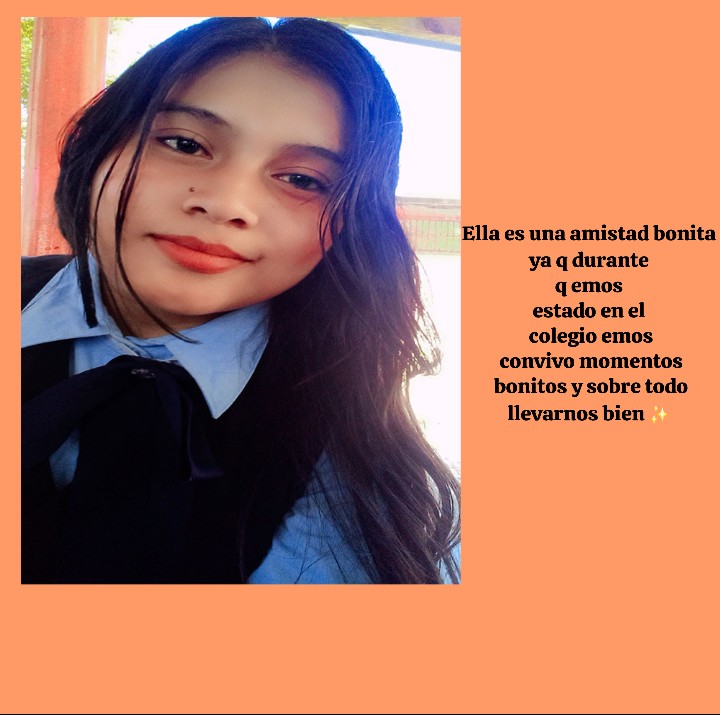 Ella es una amistad bonita
ya q durante
q emos
estado en el
colegio emos
convivo momentos
bonitos y sobre todo
llevarnos bien ✨